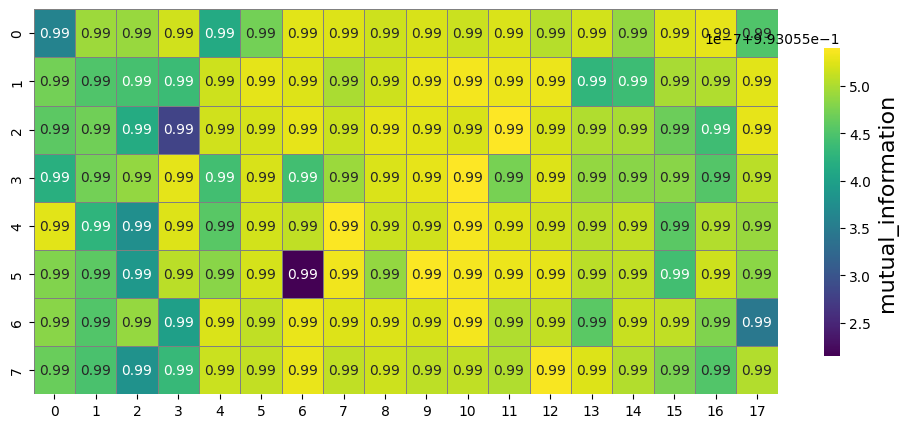 1e−7+9.93055e−1
0 0.99 0.99 0.99 0.99 0.99 0.99 0.99 0.99 0.99 0.99 0.99 0.99 0.99 0.99 0.99 0.99 0.99 0.99
1 0.99 0.99 0.99 0.99 0.99 0.99 0.99 0.99 0.99 0.99 0.99 0.99 0.99 0.99 0.99 0.99 0.99 0.99
2 0.99 0.99 0.99 0.99 0.99 0.99 0.99 0.99 0.99 0.99 0.99 0.99 0.99 0.99 0.99 0.99 0.99 0.99
3 0.99 0.99 0.99 0.99 0.99 0.99 0.99 0.99 0.99 0.99 0.99 0.99 0.99 0.99 0.99 0.99 0.99 0.99
4 0.99 0.99 0.99 0.99 0.99 0.99 0.99 0.99 0.99 0.99 0.99 0.99 0.99 0.99 0.99 0.99 0.99 0.99
5 0.99 0.99 0.99 0.99 0.99 0.99 0.99 0.99 0.99 0.99 0.99 0.99 0.99 0.99 0.99 0.99 0.99 0.99
6 0.99 0.99 0.99 0.99 0.99 0.99 0.99 0.99 0.99 0.99 0.99 0.99 0.99 0.99 0.99 0.99 0.99 0.99
7 0.99 0.99 0.99 0.99 0.99 0.99 0.99 0.99 0.99 0.99 0.99 0.99 0.99 0.99 0.99 0.99 0.99 0.99
0 1 2 3 4 5 6 7 8 9 10 11 12 13 14 15 16 17
5.0
4.5
4.0
3.5
3.0
2.5
mutual_information